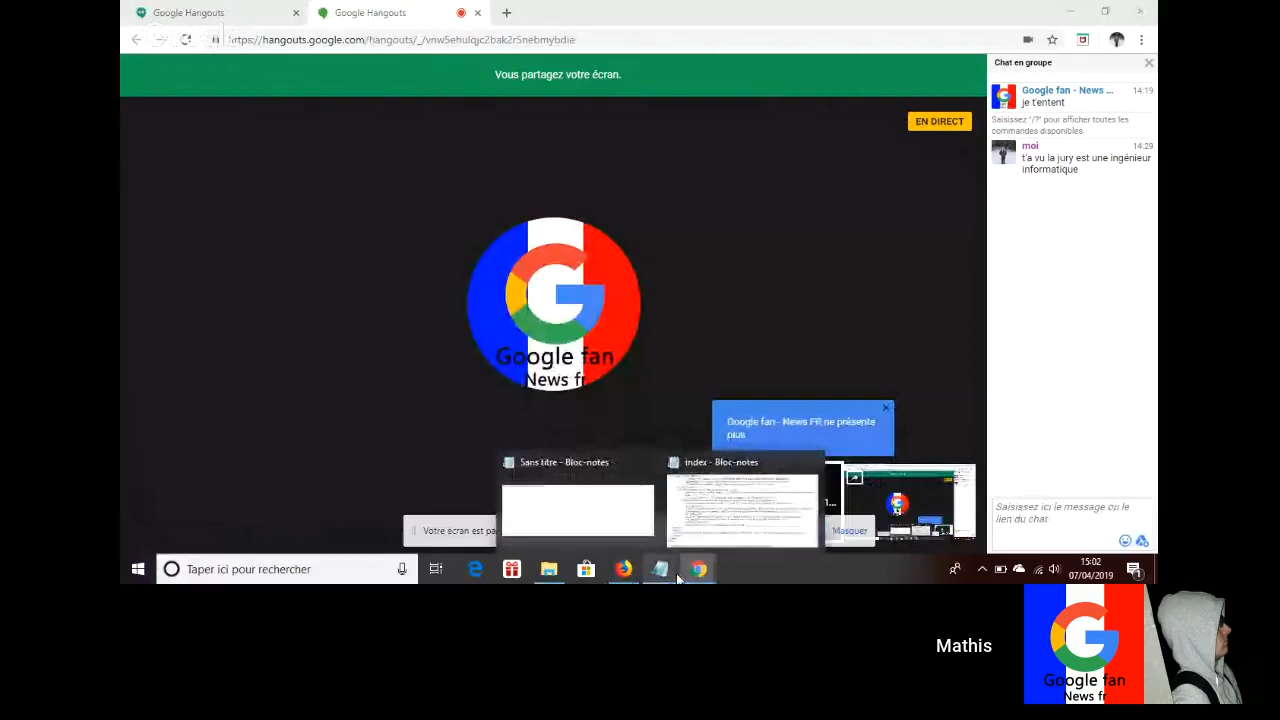 Google Hangouts
Google Hangouts
https://hangouts.google.com/hangouts/_/vnw5ehulqjc2bak2r5nebmybdie
Vous partagez votre écran.
EN DIRECT
Chat en groupe
Google fan - News ...
14:19
je t'entent
Saisissez "/?" pour afficher toutes les
commandes disponibles.
moi
14:29
t'a vu la jury est une ingénieur
informatique
Google fan
News fr
Google fan - News FR ne présente
plus
Sans titre - Bloc-notes
index - Bloc-notes
Votre écran est pa
Masquer
Saisissez ici le message ou le
lien du chat
Taper ici pour rechercher
15:02
07/04/2019
1
Mathis
Google fan
News fr